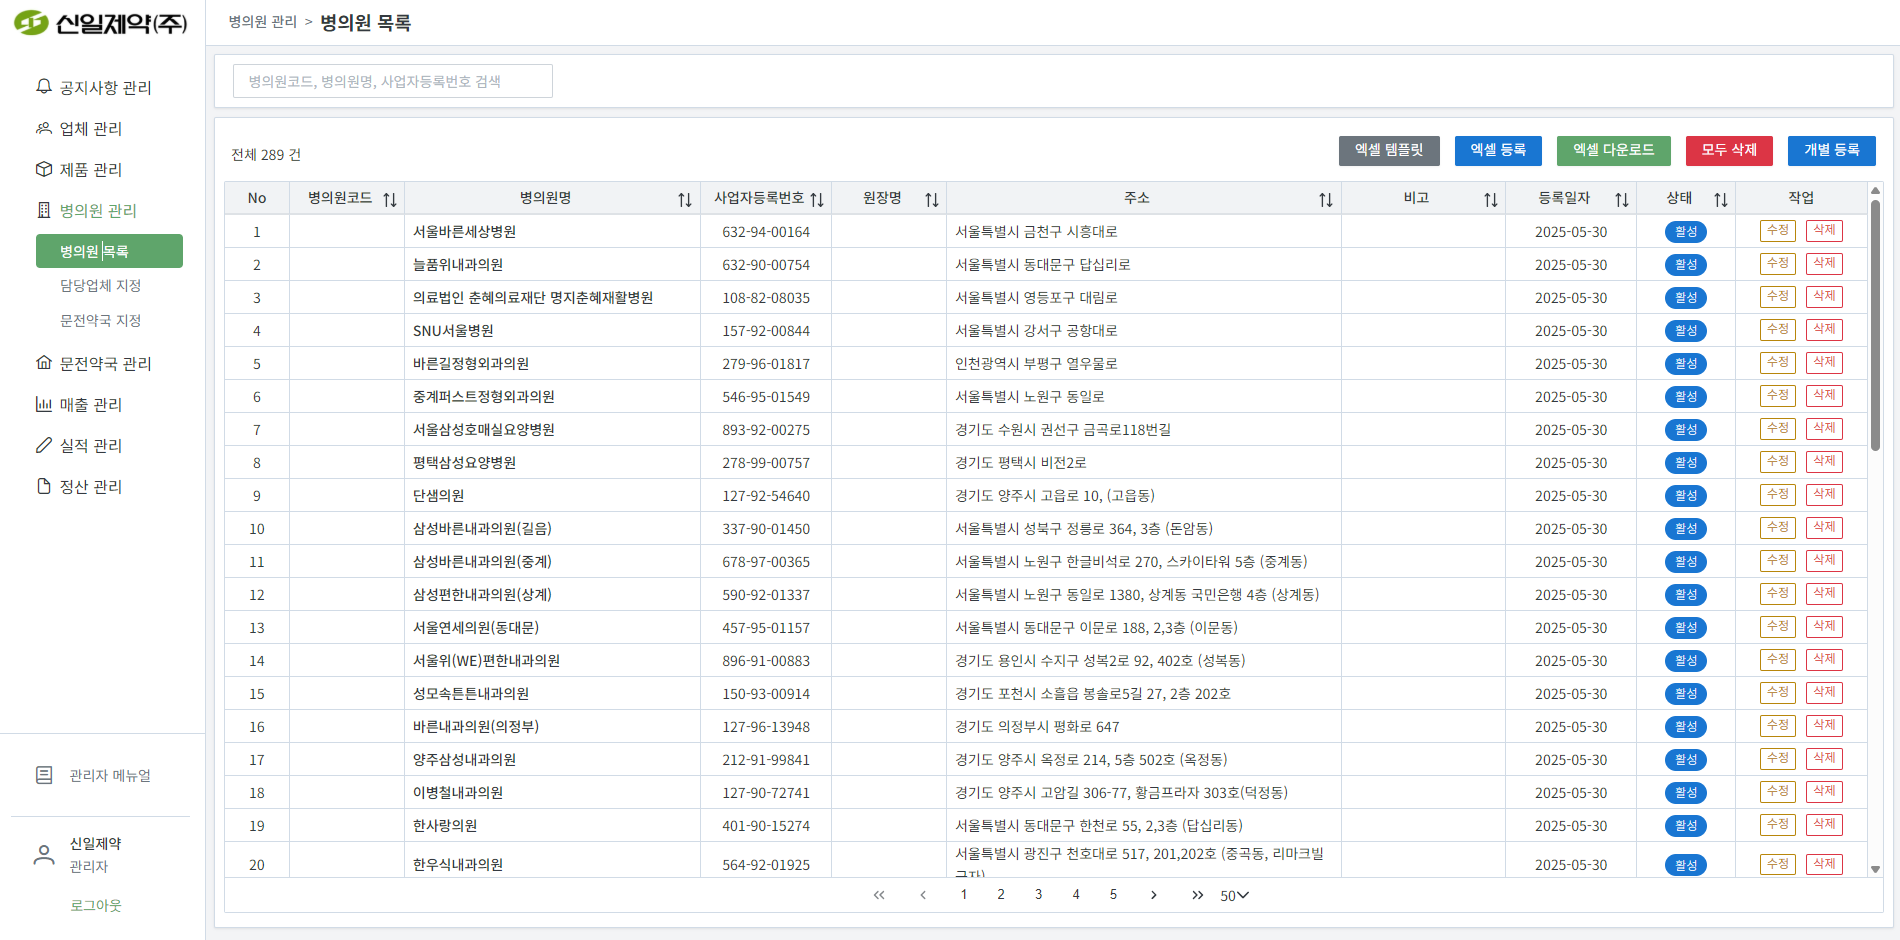 신일제약(주)
공지사항 관리
업체 관리
제품 관리
병의원 관리
병의원 목록
담당업체 지정
문전약국 지정
문전약국 관리
매출 관리
실적 관리
정산 관리
관리자 메뉴얼
신일제약
관리자
로그아웃
병의원 관리 > 병의원 목록
병의원코드, 병의원명, 사업자등록번호 검색
전체 289 건
엑셀 템플릿 엑셀 등록 엑셀 다운로드 모두 삭제 개별 등록
No 병의원코드 병의원명 사업자등록번호 원장명 주소 비고 등록일자 상태 작업
1 서울바른세상병원 632-94-00164 서울특별시 금천구 시흥대로 2025-05-30 활성 수정 삭제
2 늘품위내과의원 632-90-00754 서울특별시 동대문구 답십리로 2025-05-30 활성 수정 삭제
3 의료법인 춘혜의료재단 명지춘혜재활병원 108-82-08035 서울특별시 영등포구 대림로 2025-05-30 활성 수정 삭제
4 SNU서울병원 157-92-00844 서울특별시 강서구 공항대로 2025-05-30 활성 수정 삭제
5 바른길정형외과의원 279-96-01817 인천광역시 부평구 열우물로 2025-05-30 활성 수정 삭제
6 중계퍼스트정형외과의원 546-95-01549 서울특별시 노원구 동일로 2025-05-30 활성 수정 삭제
7 서울삼성호매실요양병원 893-92-00275 경기도 수원시 권선구 금곡로118번길 2025-05-30 활성 수정 삭제
8 평택삼성요양병원 278-99-00757 경기도 평택시 비전2로 2025-05-30 활성 수정 삭제
9 단샘의원 127-92-54640 경기도 양주시 고읍로 10, (고읍동) 2025-05-30 활성 수정 삭제
10 삼성바른내과의원(길음) 337-90-01450 서울특별시 성북구 정릉로 364, 3층 (돈암동) 2025-05-30 활성 수정 삭제
11 삼성바른내과의원(중계) 678-97-00365 서울특별시 노원구 한글비석로 270, 스카이타워 5층 (중계동) 2025-05-30 활성 수정 삭제
12 삼성편한내과의원(상계) 590-92-01337 서울특별시 노원구 동일로 1380, 상계동 국민은행 4층 (상계동) 2025-05-30 활성 수정 삭제
13 서울연세의원(동대문) 457-95-01157 서울특별시 동대문구 이문로 188, 2,3층 (이문동) 2025-05-30 활성 수정 삭제
14 서울위(WE)편한내과의원 896-91-00883 경기도 용인시 수지구 성복2로 92, 402호 (성복동) 2025-05-30 활성 수정 삭제
15 성모속튼튼내과의원 150-93-00914 경기도 포천시 소흘읍 봉솔로5길 27, 2층 202호 2025-05-30 활성 수정 삭제
16 바른내과의원(의정부) 127-96-13948 경기도 의정부시 평화로 647 2025-05-30 활성 수정 삭제
17 양주삼성내과의원 212-91-99841 경기도 양주시 옥정로 214, 5층 502호 (옥정동) 2025-05-30 활성 수정 삭제
18 이병철내과의원 127-90-72741 경기도 양주시 고암길 306-77, 황금프라자 303호(덕정동) 2025-05-30 활성 수정 삭제
19 한사랑의원 401-90-15274 서울특별시 동대문구 한천로 55, 2,3층 (답십리동) 2025-05-30 활성 수정 삭제
20 한우식내과의원 564-92-01925 서울특별시 광진구 천호대로 517, 201,202호 (중곡동, 리마크빌 2025-05-30 활성 수정 삭제
1 2 3 4 5 50